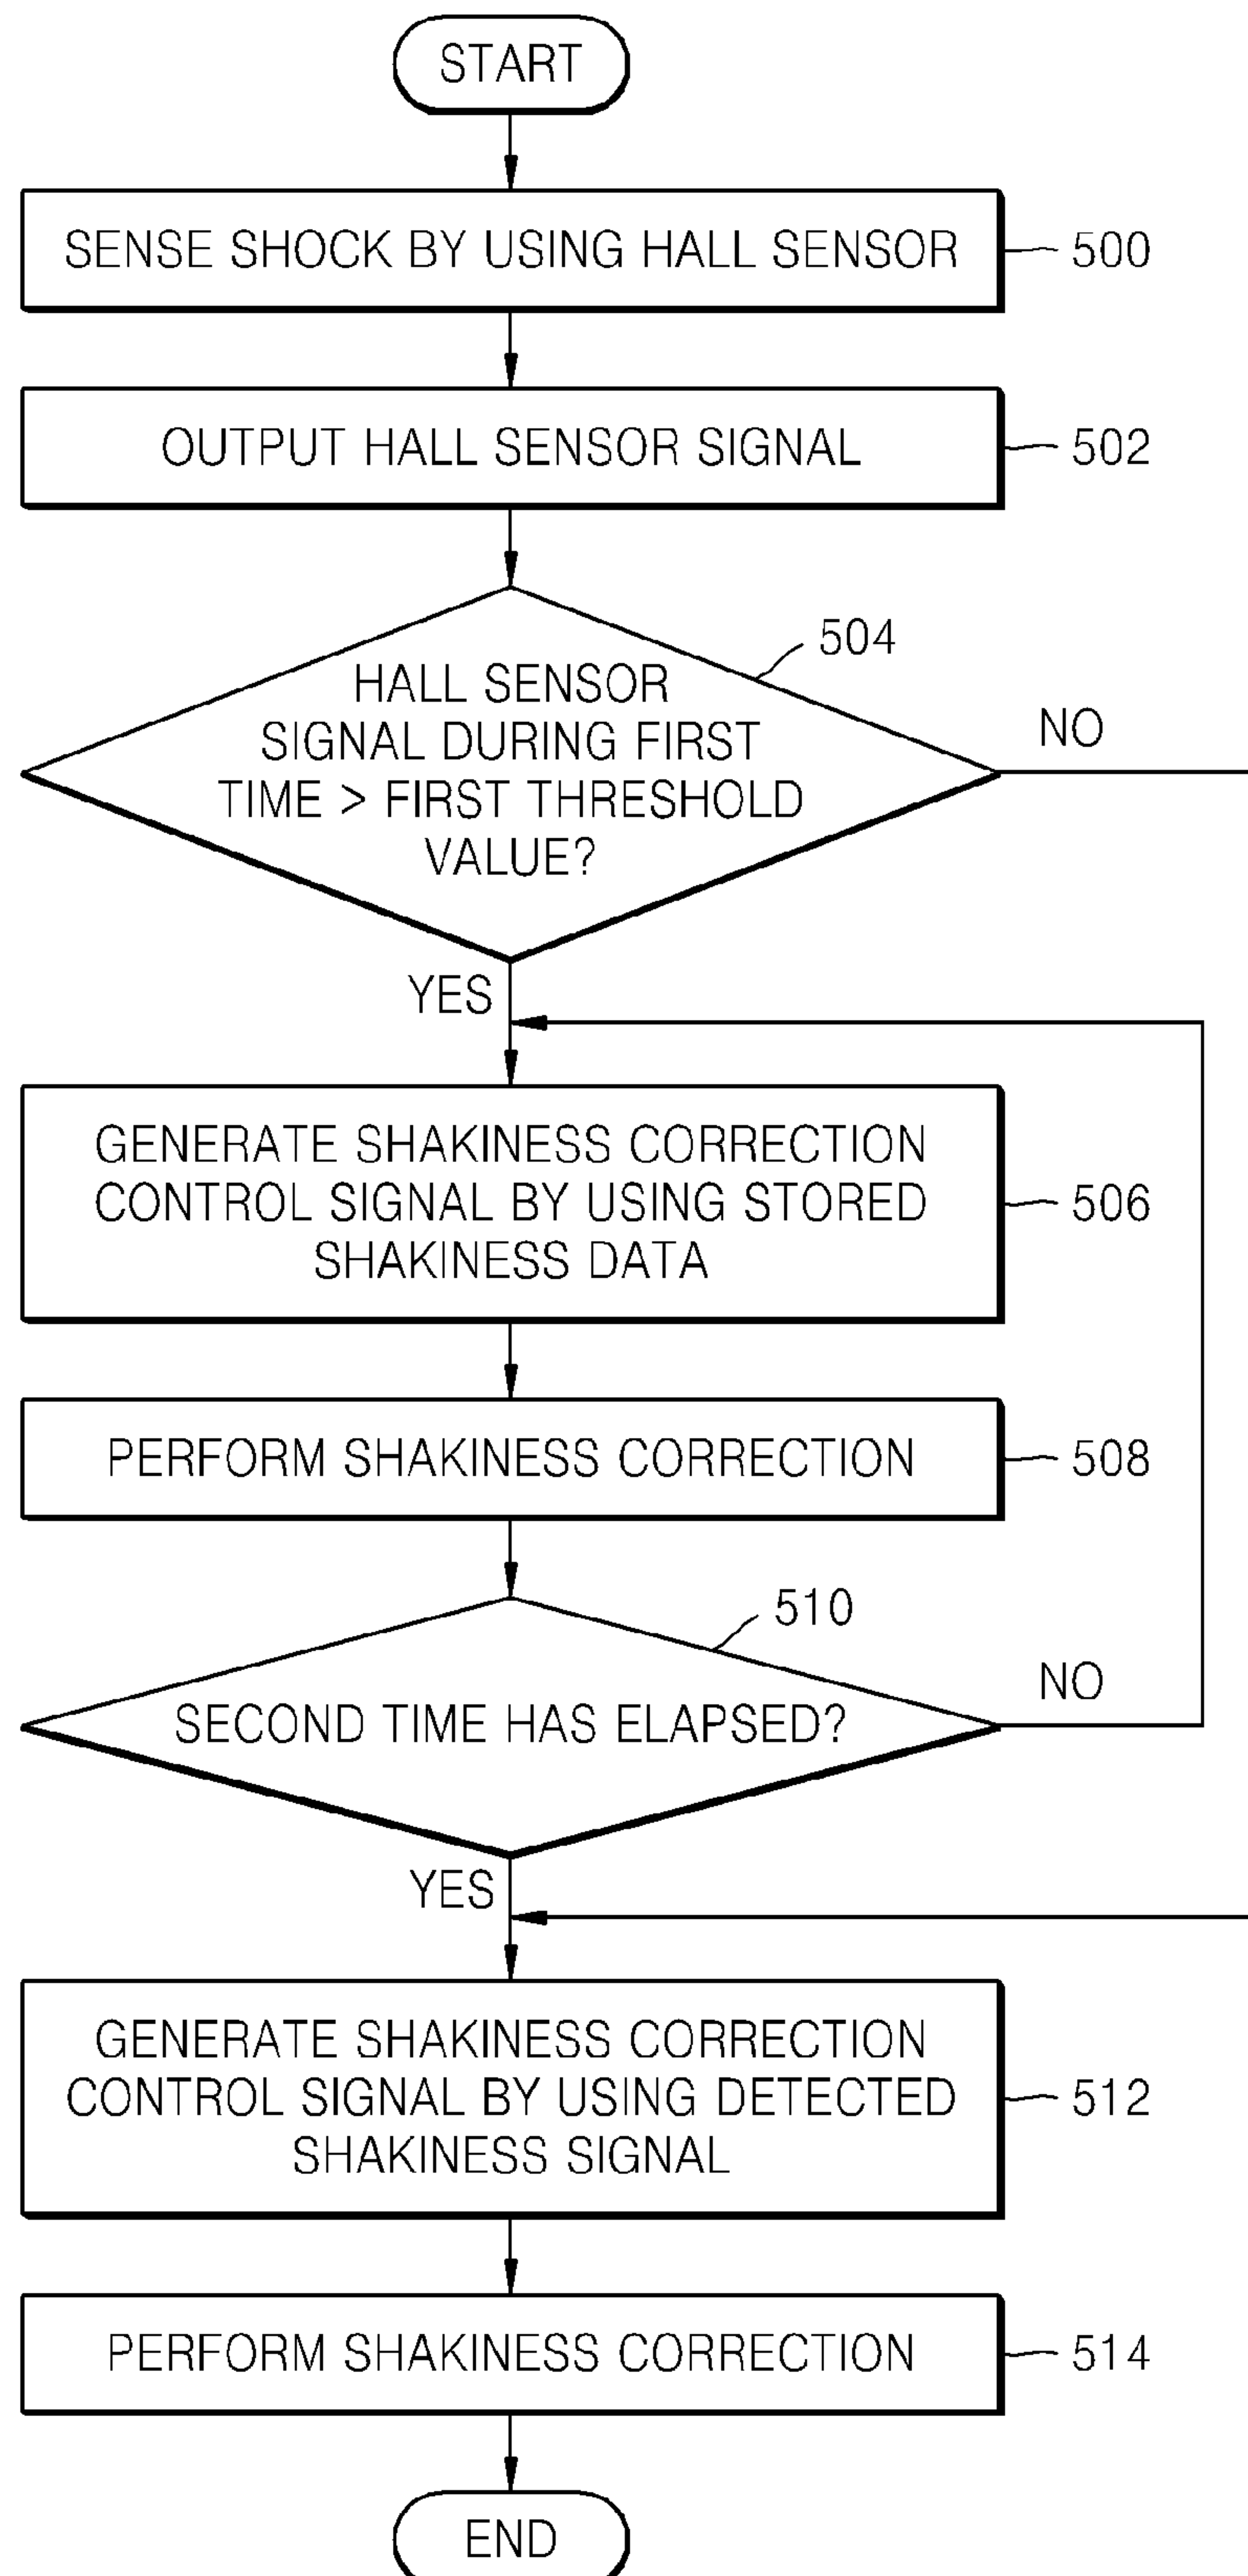 START
SENSE SHOCK BY USING HALL SENSOR
500
OUTPUT HALL SENSOR SIGNAL
502
504
HALL SENSOR
SIGNAL DURING FIRST
TIME > FIRST THRESHOLD
VALUE?
NO
YES
GENERATE SHAKINESS CORRECTION
CONTROL SIGNAL BY USING STORED
SHAKINESS DATA
506
PERFORM SHAKINESS CORRECTION
508
510
SECOND TIME HAS ELAPSED?
NO
YES
GENERATE SHAKINESS CORRECTION
CONTROL SIGNAL BY USING DETECTED
SHAKINESS SIGNAL
512
PERFORM SHAKINESS CORRECTION
514
END